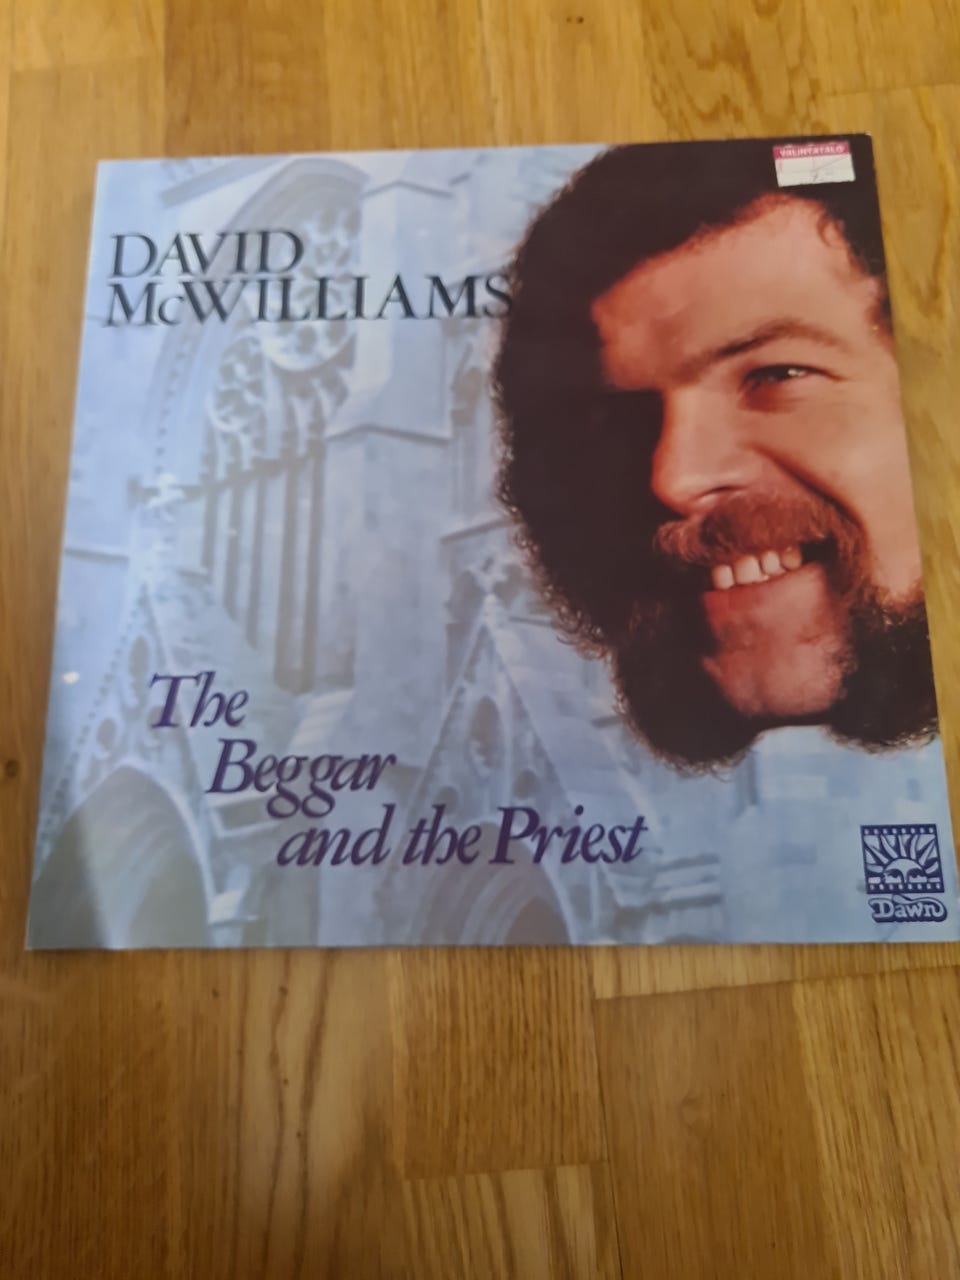 VALINTATALO
DAVID
McWILLIAMS
The
Beggar
and the Priest
Dawn